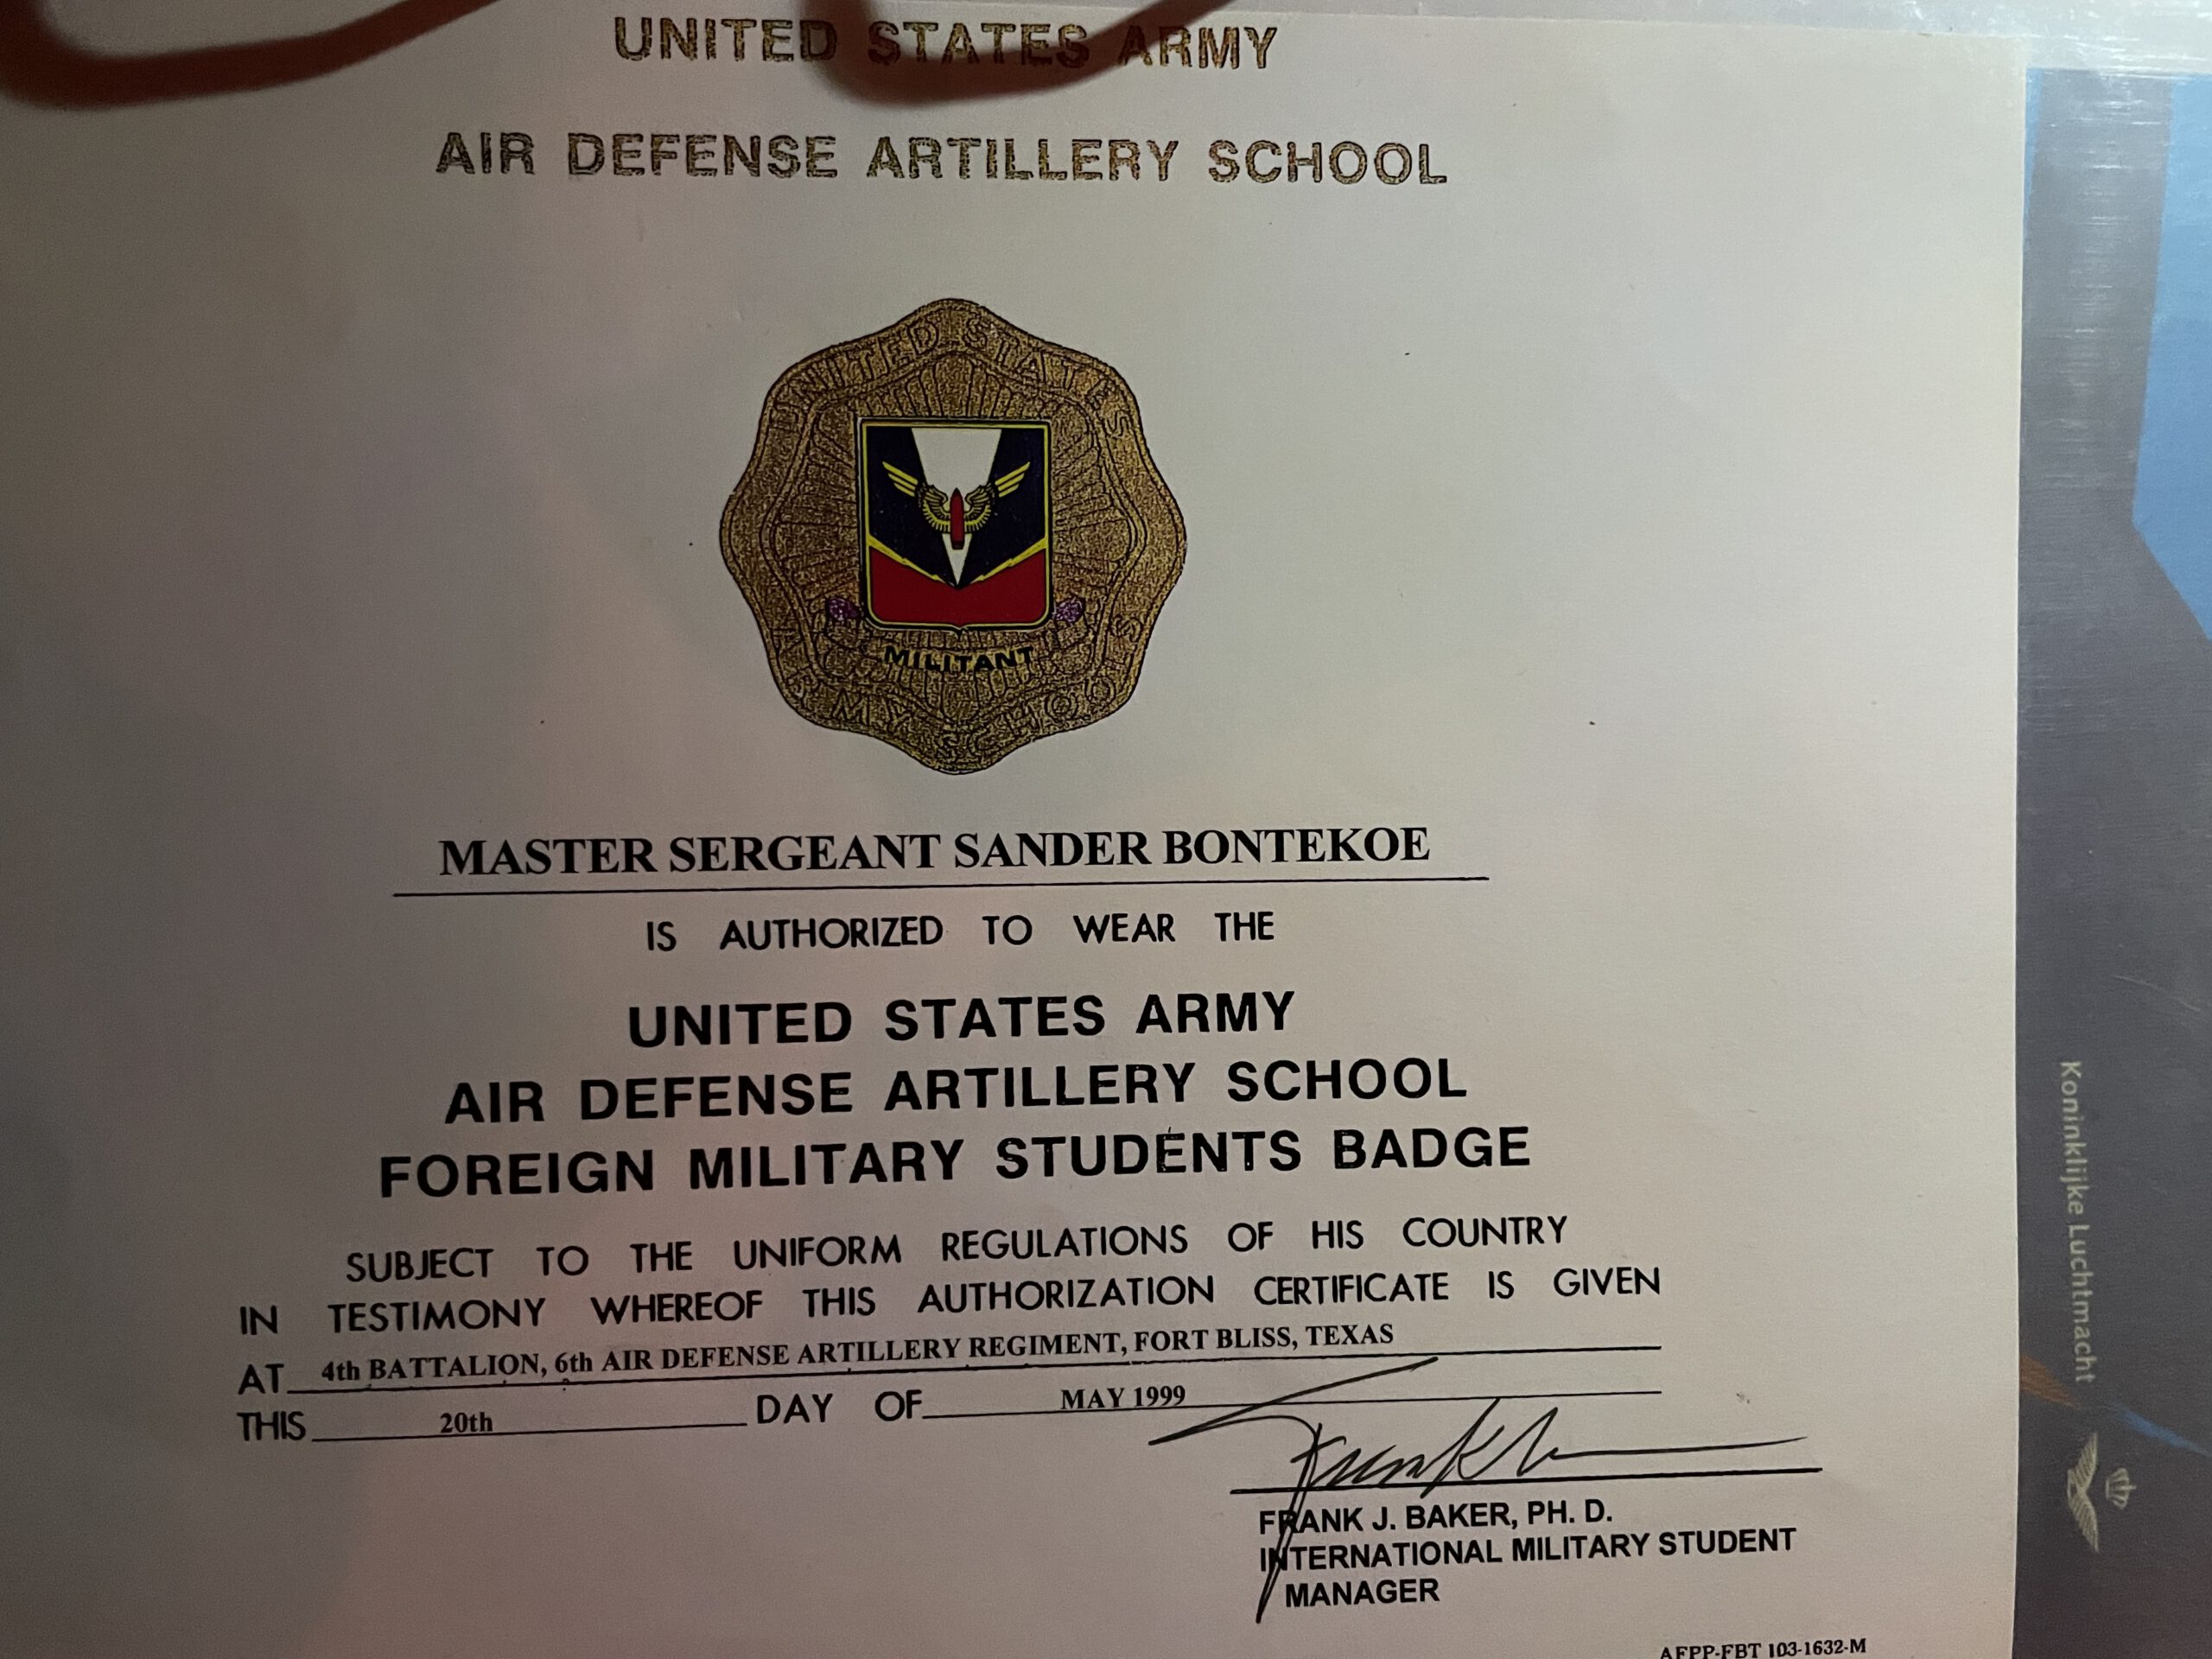 UNITED STATES ARMY
AIR DEFENSE ARTILLERY SCHOOL
UNITED STATES
MILITANT
ARMY SCHOOLS
MASTER SERGEANT SANDER BONTEKOE
IS AUTHORIZED TO WEAR THE
UNITED STATES ARMY
AIR DEFENSE ARTILLERY SCHOOL
FOREIGN MILITARY STUDENTS BADGE
SUBJECT TO THE UNIFORM REGULATIONS OF HIS COUNTRY
IN TESTIMONY WHEREOF THIS AUTHORIZATION CERTIFICATE IS GIVEN
AT 4th BATTALION, 6th AIR DEFENSE ARTILLERY REGIMENT, FORT BLISS, TEXAS
THIS 20th DAY OF MAY 1999
FRANK J. BAKER, PH. D.
INTERNATIONAL MILITARY STUDENT
MANAGER
AFPP-FBT 103-1632-M
Koninklijke Luchtmacht